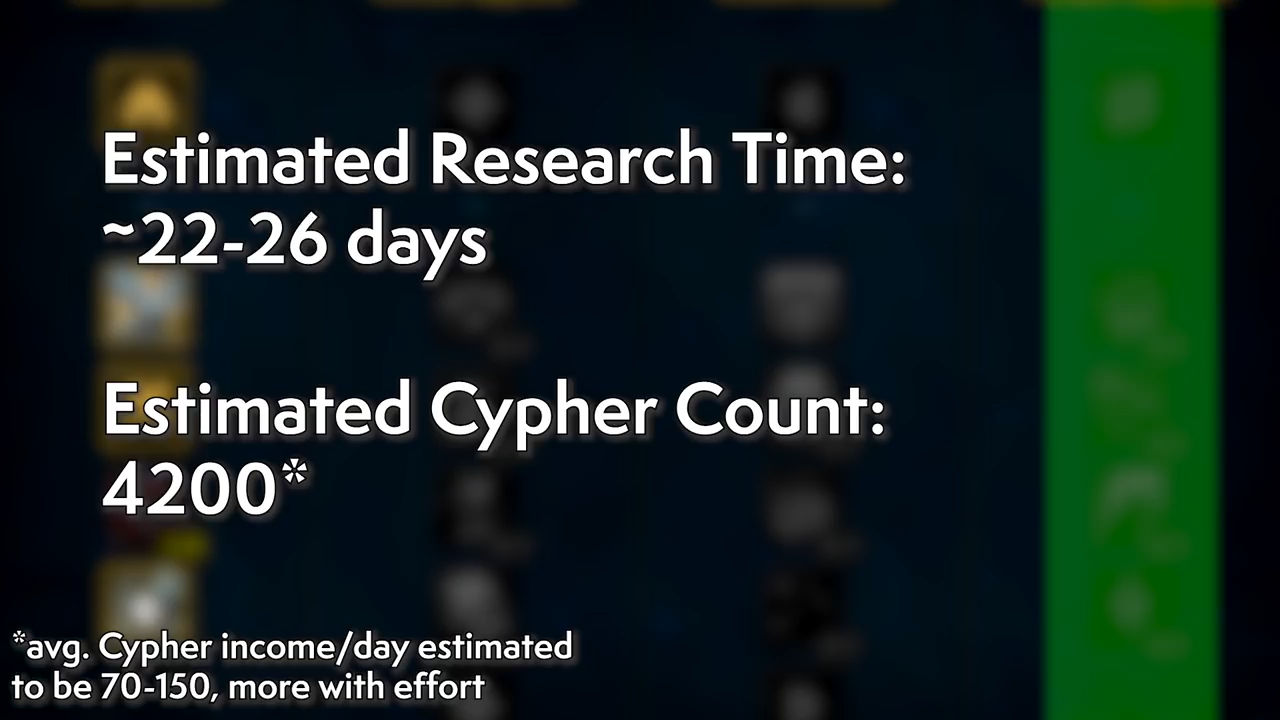 Estimated Research Time:
~22-26 days
Estimated Cypher Count:
4200*
*avg. Cypher income/day estimated
to be 70-150, more with effort